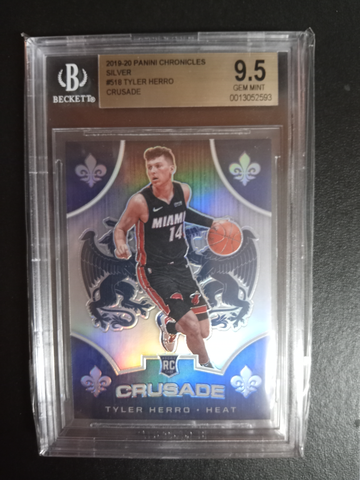 B
BECKETT
2019-20 PANINI CHRONICLES
SILVER
#518 TYLER HERRO
CRUSADE
9.5
GEM MINT
0013052593
MIAMI
14
RC
CRUSADE
TYLER HERRO • HEAT